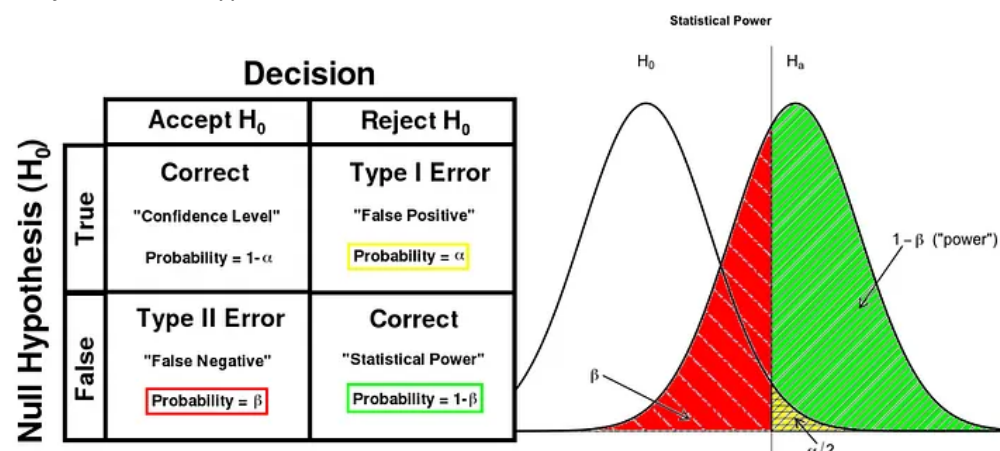 Statistical Power
H₀
Hₐ
Decision
Accept H₀
Reject H₀
Null Hypothesis (H₀)
True
Correct
"Confidence Level"
Probability = 1-α
Type I Error
"False Positive"
Probability = α
False
Type II Error
"False Negative"
Probability = β
Correct
"Statistical Power"
Probability = 1-β
1 – β ("power")
β
α/2